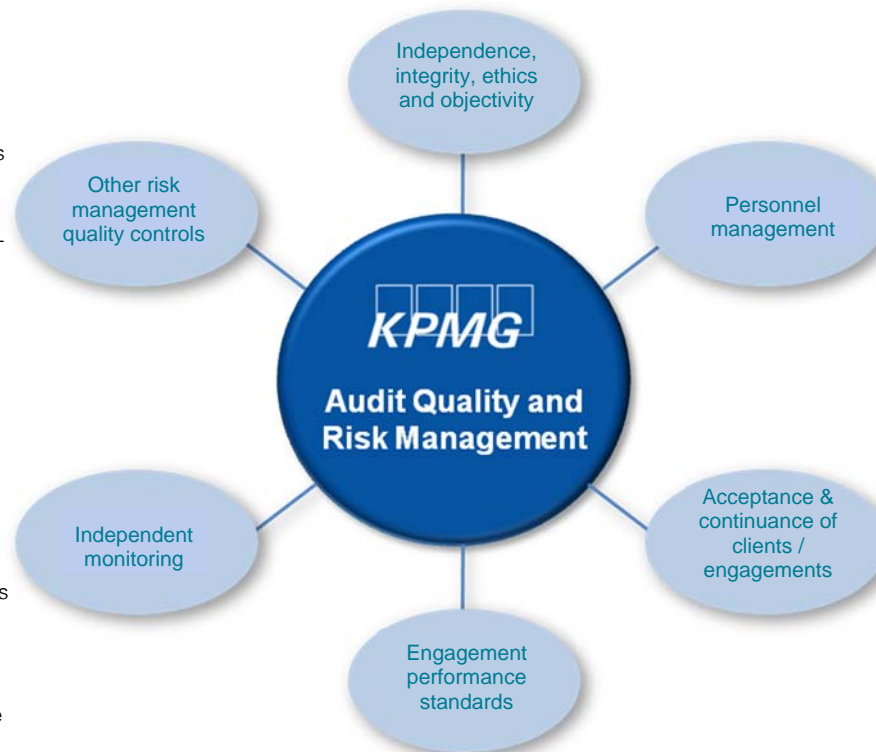 Independence,
integrity, ethics
and objectivity
s
Other risk
management
quality controls
Personnel
management
-
KPMG
Audit Quality and
Risk Management
Acceptance &
continuance of
clients /
engagements
Independent
monitoring
s
Engagement
performance
standards
e